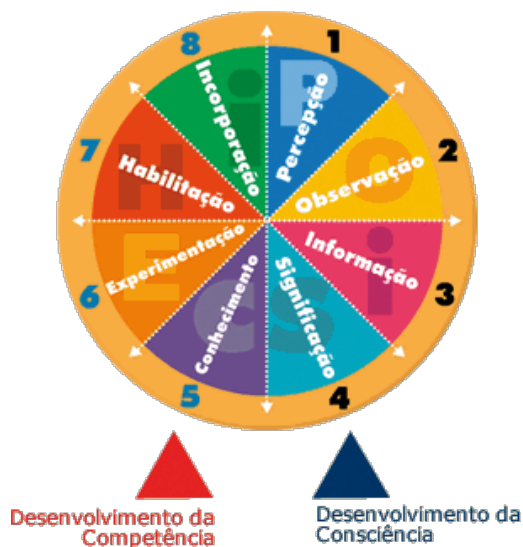 1
P
Percepção
2
O
Observação
3
i
Informação
4
S
Significação
5
C
Conhecimento
6
E
Experimentação
7
H
Habilitação
8
i
Incorporação
Desenvolvimento da
Competência
Desenvolvimento da
Consciência